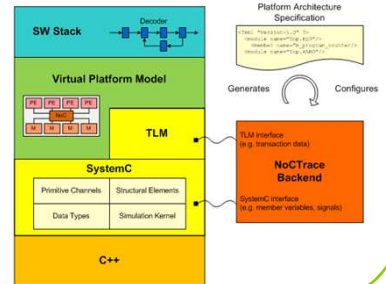 Platform Architecture
Specification
SW Stack
Decoder
Virtual Platform Model
PE PE PE PE
NoC
M M M M
TLM
SystemC
Primitive Channels
Structural Elements
Data Types
Simulation Kernel
C++
Generates
Configures
TLM interface
(e.g. transaction data)
NoCTrace
Backend
SystemC interface
(e.g. member variables, signals)